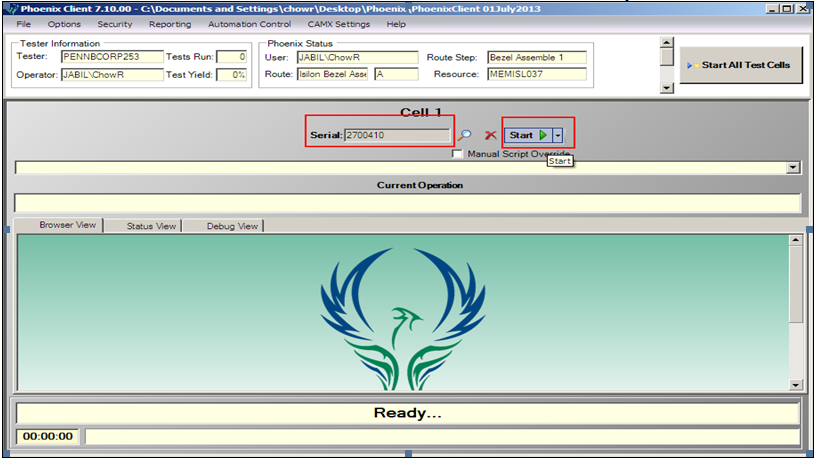 Phoenix Client 7.10.00 - C:\Documents and Settings\chowr\Desktop\Phoenix .\PhoenixClient 01July2013
File Options Security Reporting Automation Control CAMX Settings Help
Tester Information
Tester: PENNBCORP253 Tests Run: 0
Operator: JABIL\ChowR Test Yield: 0%
Phoenix Status
User: JABIL\ChowR Route Step: Bezel Assemble 1
Route: Isilon Bezel Asse A Resource: MEMISL037
Start All Test Cells
Cell 1
Serial: 2700410 Start
Manual Script Override
Start
Current Operation
Browser View Status View Debug View
Ready...
00:00:00